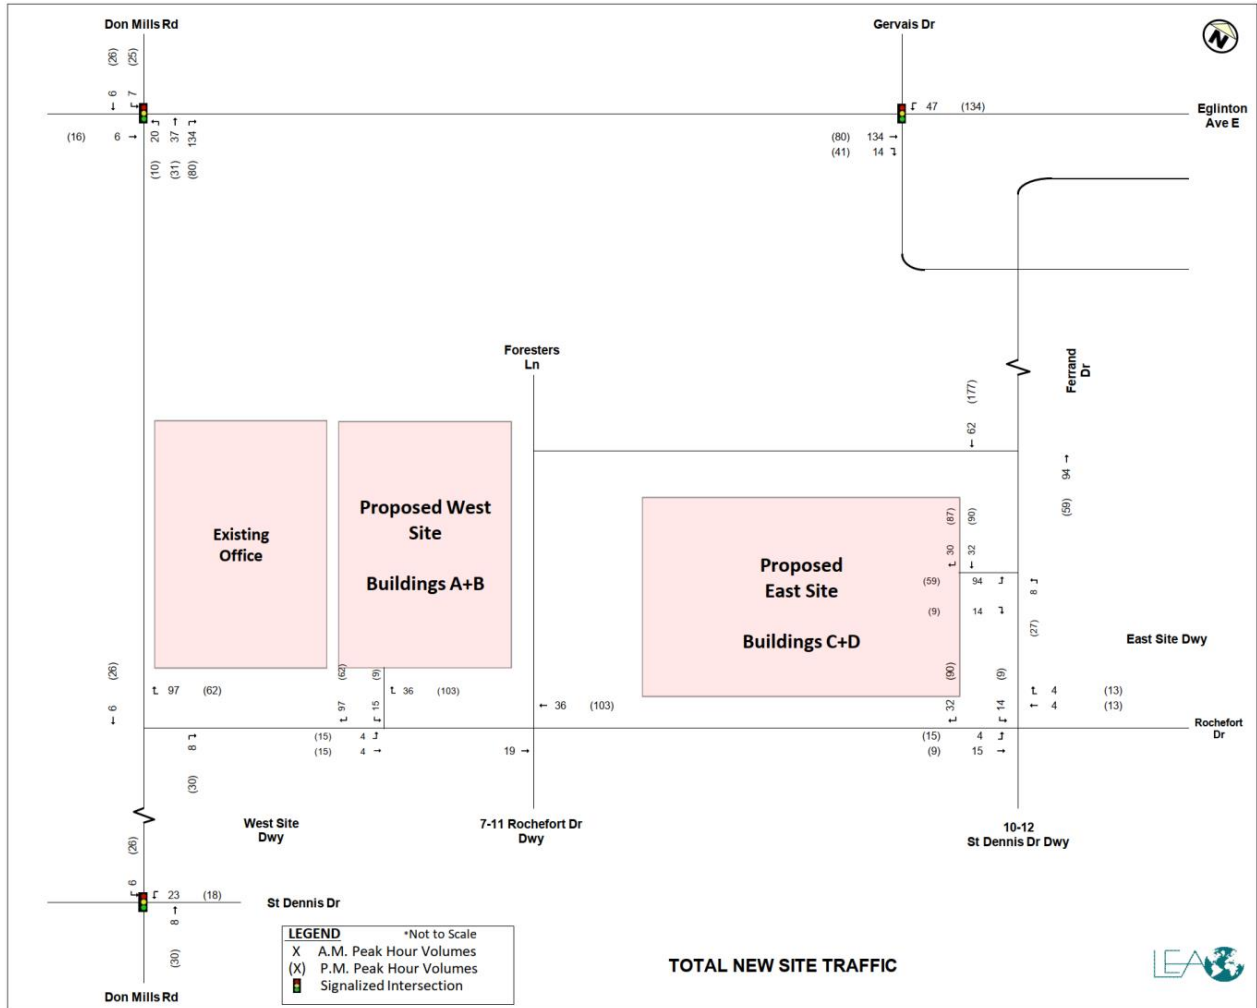 Don Mills Rd
Gervais Dr
N
(26)
(25)
6
7
47 (134)
Eglinton
Ave E
(16) 6
20
37
134
(10)
(31)
(80)
(80) 134
(41) 14
Foresters
Ln
Ferrand
Dr
(177)
62
94
(59)
Existing
Office
Proposed West
Site
Buildings A+B
Proposed
East Site
Buildings C+D
(87)
(90)
30
32
(59) 94
(9) 14
8
(27)
East Site Dwy
(26)
6
97 (62)
(62)
(9)
97
15
36 (103)
36 (103)
(90)
(9)
32
14
4 (13)
4 (13)
Rochefort
Dr
8
(30)
(15) 4
(15) 4
19
(15) 4
(9) 15
West Site
Dwy
7-11 Rochefort Dr
Dwy
10-12
St Dennis Dr Dwy
(26)
6
23 (18)
St Dennis Dr
8
(30)
Don Mills Rd
LEGEND *Not to Scale
X A.M. Peak Hour Volumes
(X) P.M. Peak Hour Volumes
Signalized Intersection
TOTAL NEW SITE TRAFFIC
LEA